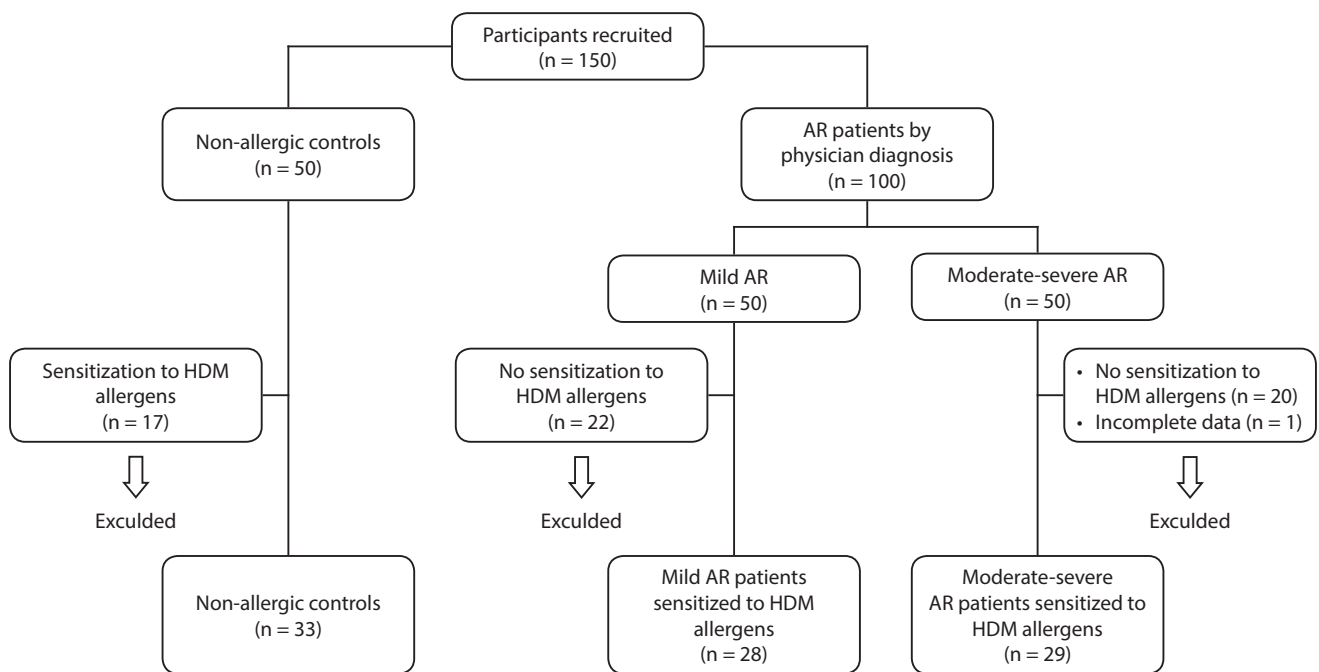 Participants recruited
(n = 150)
Non-allergic controls
(n = 50)
AR patients by
physician diagnosis
(n = 100)
Mild AR
(n = 50)
Moderate-severe AR
(n = 50)
Sensitization to HDM
allergens
(n = 17)
No sensitization to
HDM allergens
(n = 22)
• No sensitization to
HDM allergens (n = 20)
• Incomplete data (n = 1)
Exculded
Exculded
Exculded
Non-allergic controls
(n = 33)
Mild AR patients
sensitized to HDM
allergens
(n = 28)
Moderate-severe
AR patients sensitized to
HDM allergens
(n = 29)